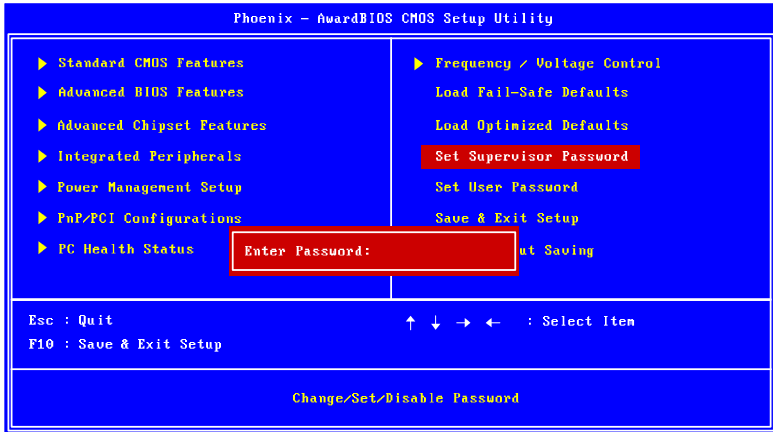 Phoenix – AwardBIOS CMOS Setup Utility
Standard CMOS Features
Advanced BIOS Features
Advanced Chipset Features
Integrated Peripherals
Power Management Setup
PnP/PCI Configurations
PC Health Status
Frequency / Voltage Control
Load Fail-Safe Defaults
Load Optimized Defaults
Set Supervisor Password
Set User Password
Save & Exit Setup
ut Saving
Enter Password:
Esc : Quit
F10 : Save & Exit Setup
↑ ↓ → ← : Select Item
Change/Set/Disable Password